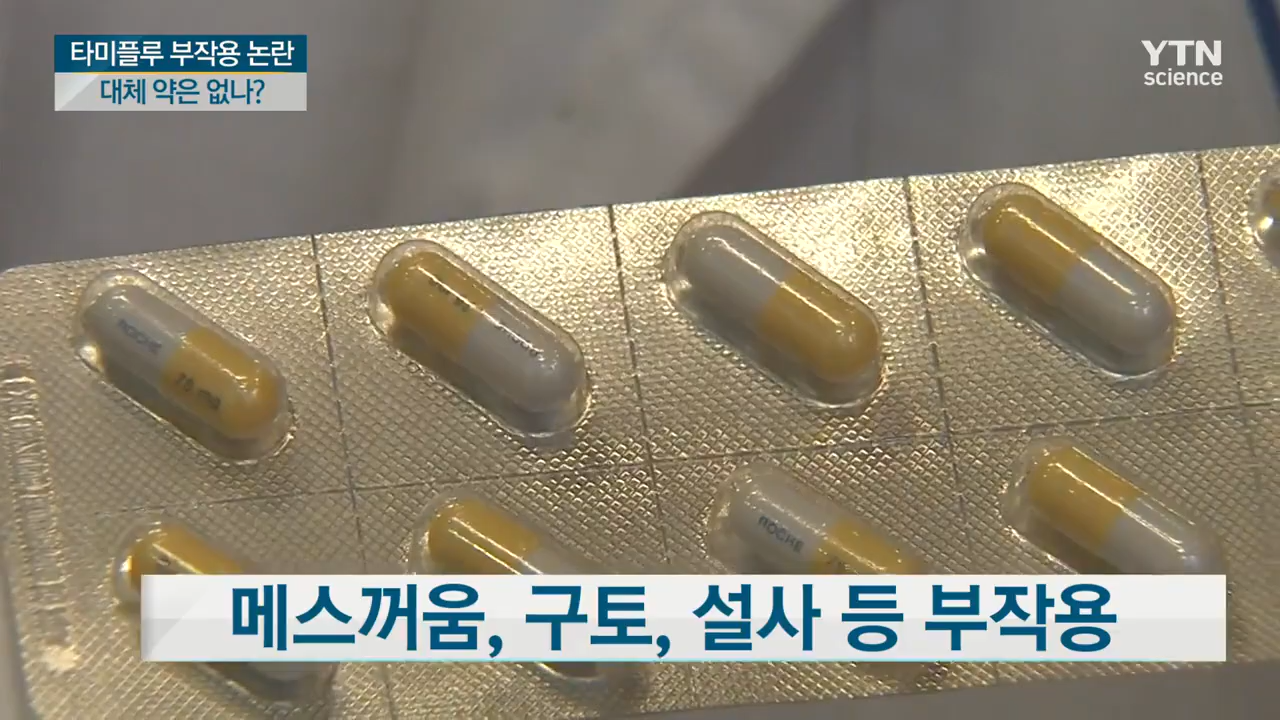 타미플루 부작용 논란
대체 약은 없나?
YTN
science
ROCHE
75 mg
ROCHE
메스꺼움, 구토, 설사 등 부작용